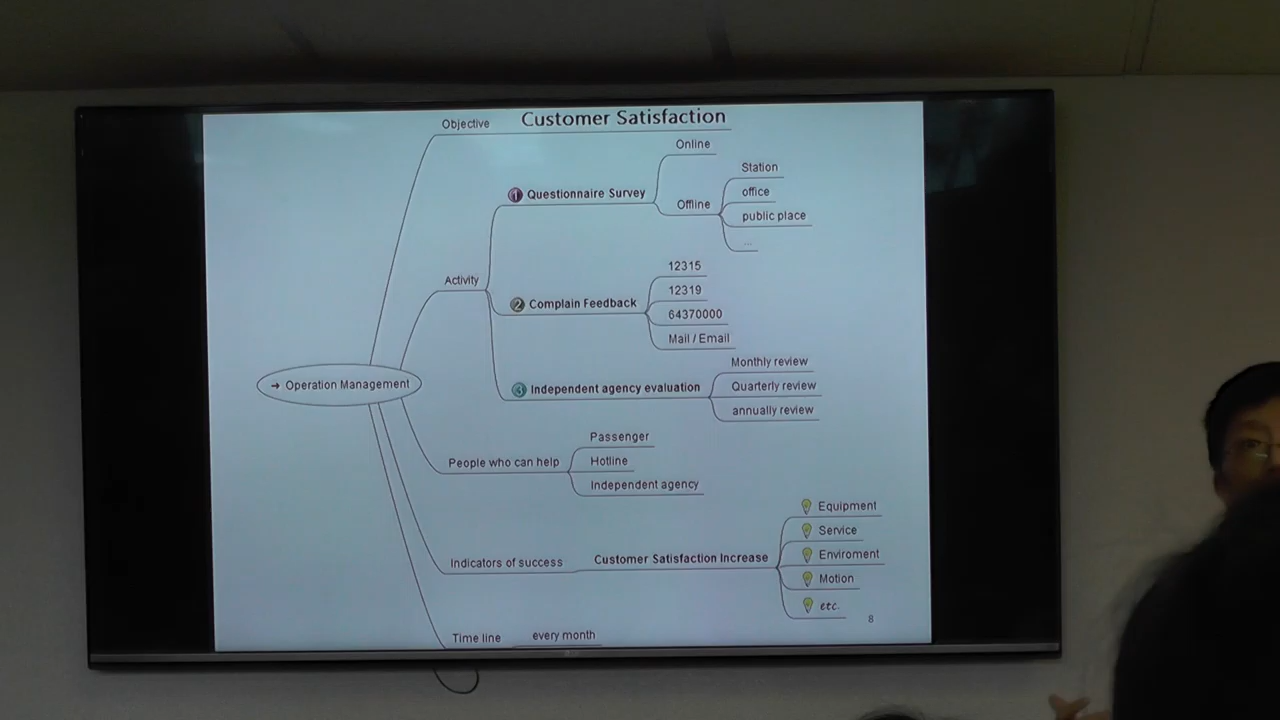 Objective Customer Satisfaction
Online
Station
Questionnaire Survey
office
Offline
public place
...
Activity
12315
12319
Complain Feedback
64370000
Mail / Email
Monthly review
→ Operation Management
Independent agency evaluation
Quarterly review
annually review
Passenger
People who can help
Hotline
Independent agency
Equipment
Service
Indicators of success Customer Satisfaction Increase
Enviroment
Motion
etc.
8
Time line every month
1
2
3